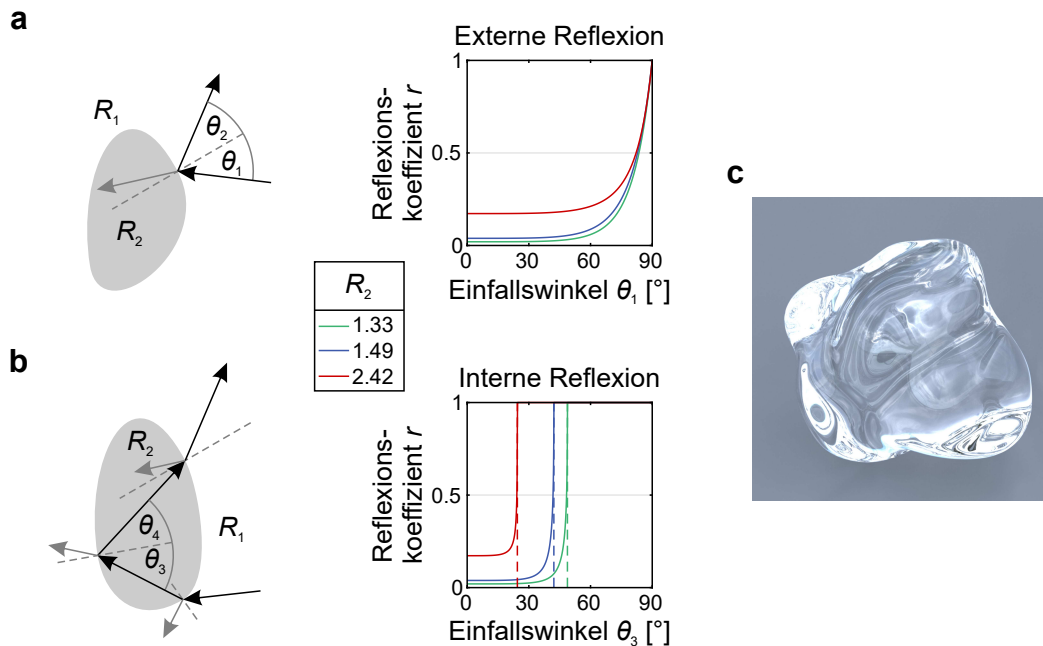 a
R₁
θ₂
θ₁
R₂
Externe Reflexion
Reflexions-
koeffizient r
1
0.5
0
0 30 60 90
Einfallswinkel θ₁ [°]
R₂
1.33
1.49
2.42
b
R₂
R₁
θ₄
θ₃
Interne Reflexion
Reflexions-
koeffizient r
1
0.5
0
0 30 60 90
Einfallswinkel θ₃ [°]
c